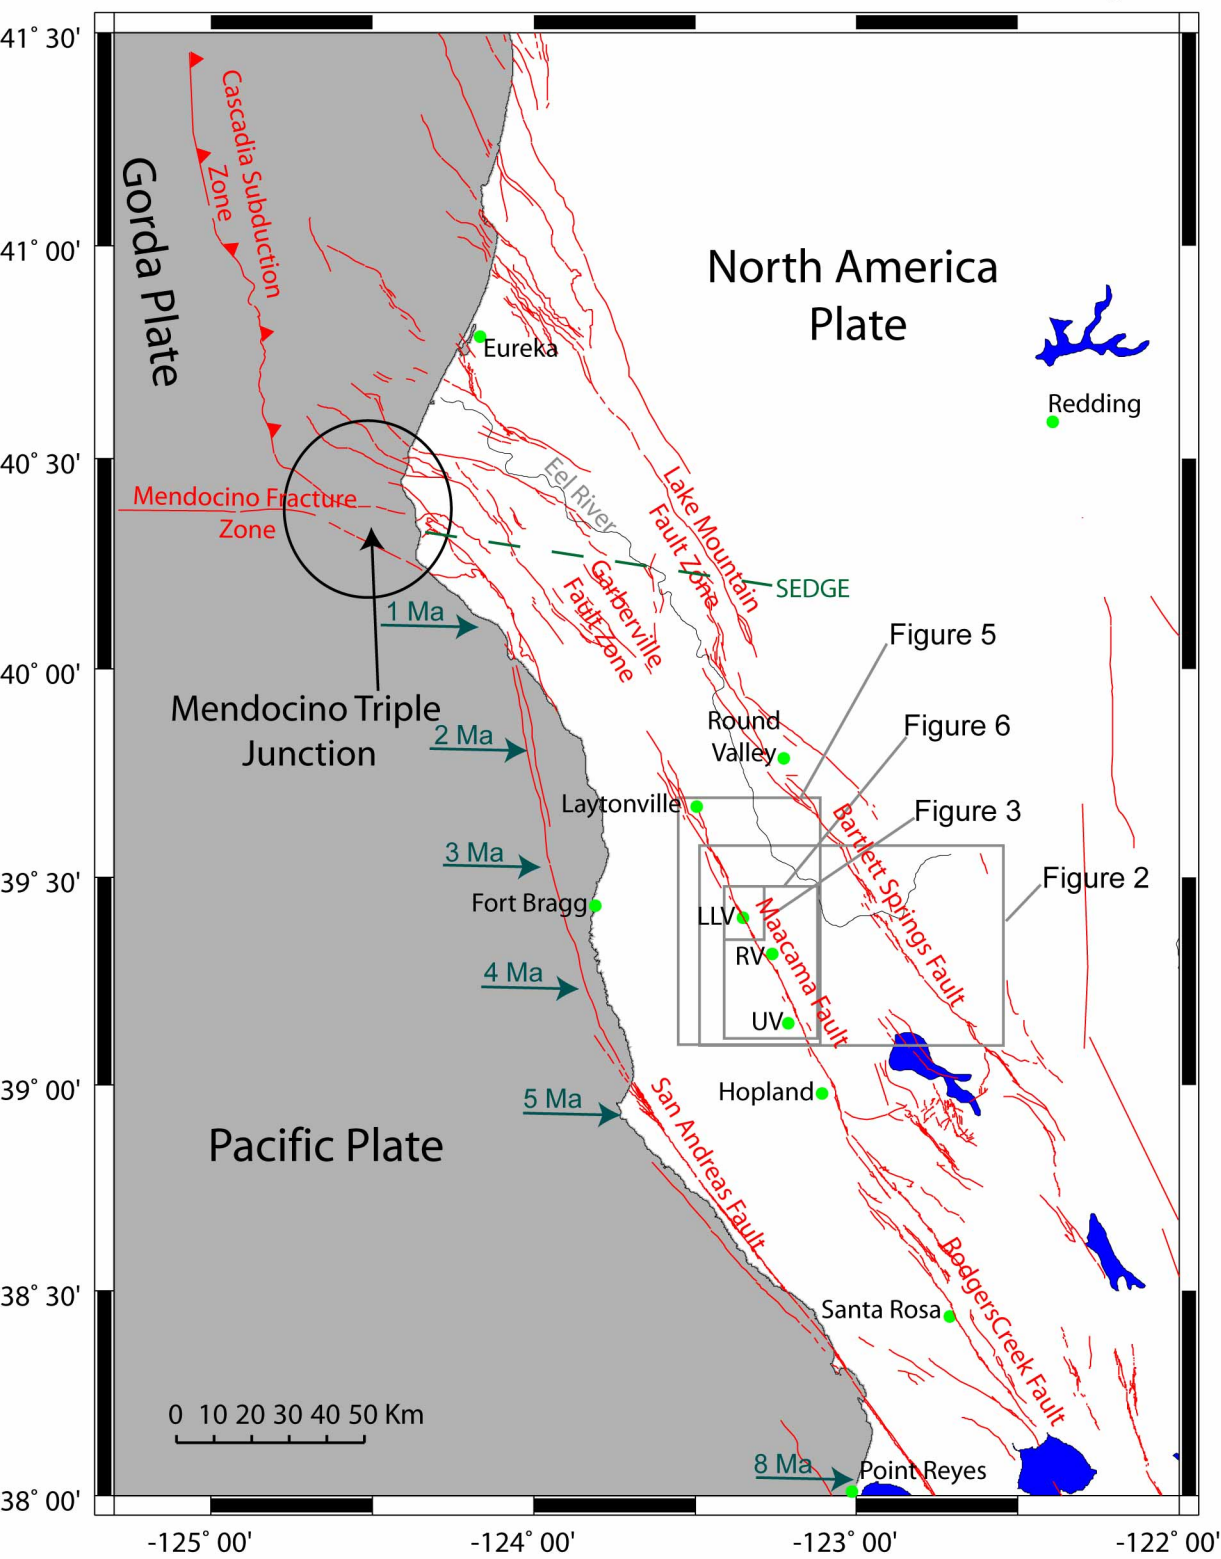 41° 30'
41° 00'
40° 30'
40° 00'
39° 30'
39° 00'
38° 30'
38° 00'
-125° 00'
-124° 00'
-123° 00'
-122° 00'
Cascadia Subduction
Zone
Gorda Plate
North America
Plate
Eureka
Redding
Mendocino Fracture
Zone
Eel River
Lake Mountain
Fault Zone
SEDGE
Garberville
Fault Zone
1 Ma
Mendocino Triple
Junction
2 Ma
3 Ma
4 Ma
5 Ma
8 Ma
Figure 5
Figure 6
Figure 3
Figure 2
Round
Valley
Laytonville
Fort Bragg
LLV
RV
UV
Bartlett Springs Fault
Maacama Fault
Hopland
San Andreas Fault
Pacific Plate
Santa Rosa
RodgersCreek Fault
0 10 20 30 40 50 Km
Point Reyes